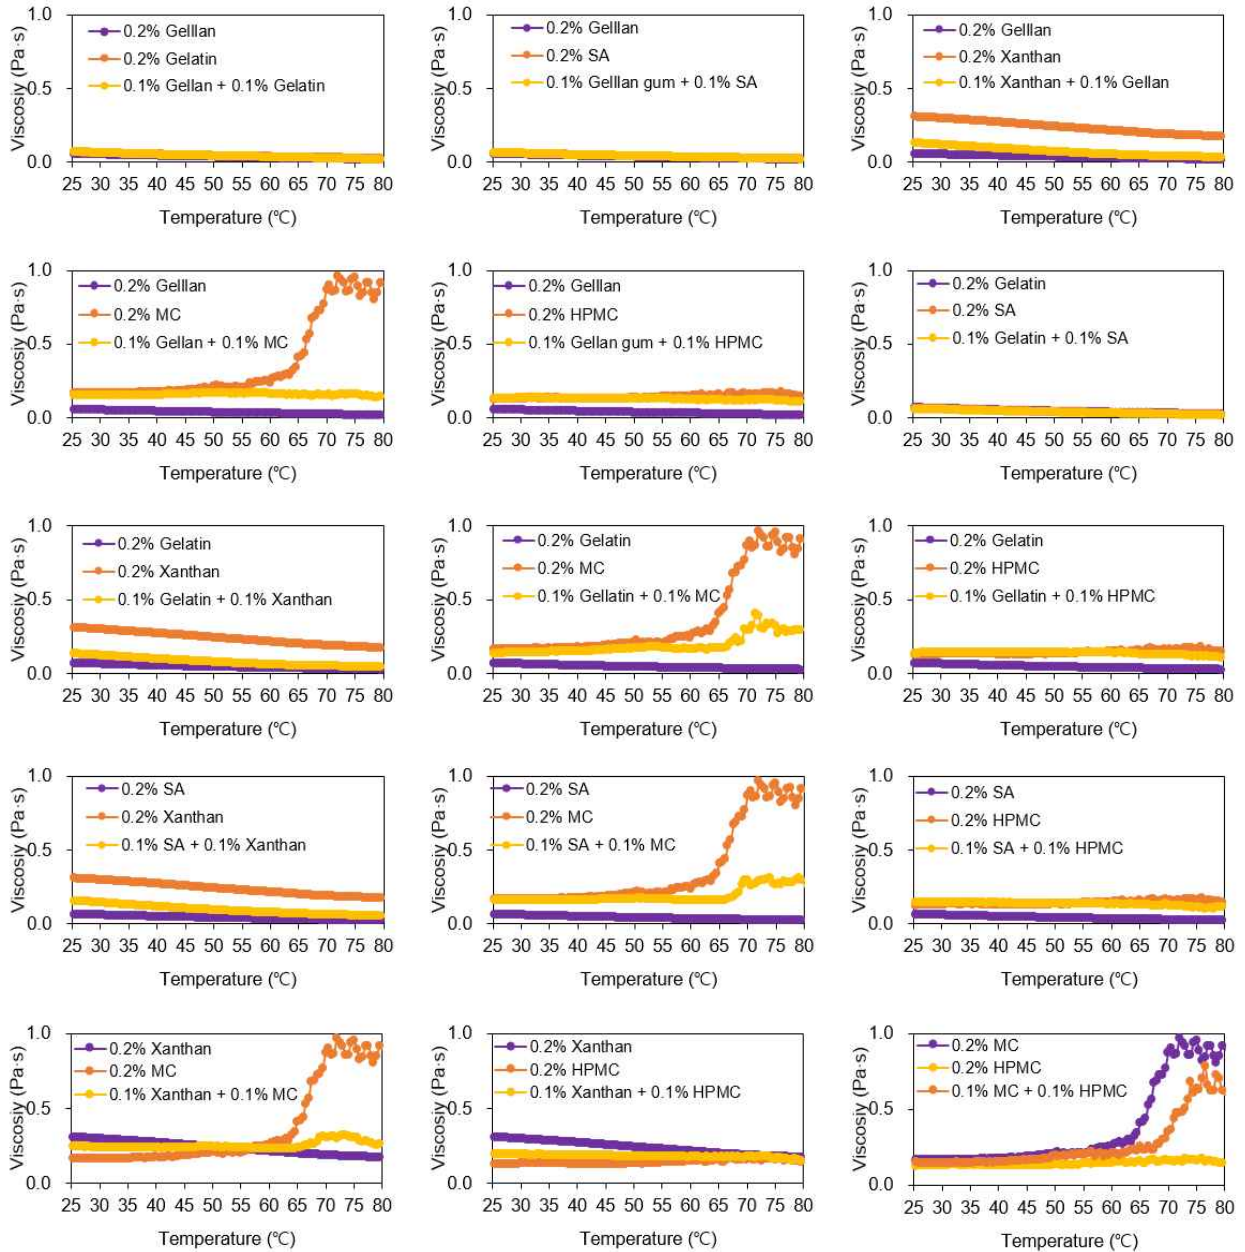 Viscosiy (Pa·s)
1.0
0.5
0.0
0.2% Gelllan
0.2% Gelatin
0.1% Gellan + 0.1% Gelatin
25 30 35 40 45 50 55 60 65 70 75 80
Temperature (℃)
Viscosiy (Pa·s)
1.0
0.5
0.0
0.2% Gelllan
0.2% SA
0.1% Gelllan gum + 0.1% SA
25 30 35 40 45 50 55 60 65 70 75 80
Temperature (℃)
Viscosiy (Pa·s)
1.0
0.5
0.0
0.2% Gelllan
0.2% Xanthan
0.1% Xanthan + 0.1% Gellan
25 30 35 40 45 50 55 60 65 70 75 80
Temperature (℃)
Viscosiy (Pa·s)
1.0
0.5
0.0
0.2% Gelllan
0.2% MC
0.1% Gellan + 0.1% MC
25 30 35 40 45 50 55 60 65 70 75 80
Temperature (℃)
Viscosiy (Pa·s)
1.0
0.5
0.0
0.2% Gelllan
0.2% HPMC
0.1% Gellan gum + 0.1% HPMC
25 30 35 40 45 50 55 60 65 70 75 80
Temperature (℃)
Viscosiy (Pa·s)
1.0
0.5
0.0
0.2% Gelatin
0.2% SA
0.1% Gelatin + 0.1% SA
25 30 35 40 45 50 55 60 65 70 75 80
Temperature (℃)
Viscosiy (Pa·s)
1.0
0.5
0.0
0.2% Gelatin
0.2% Xanthan
0.1% Gelatin + 0.1% Xanthan
25 30 35 40 45 50 55 60 65 70 75 80
Temperature (℃)
Viscosiy (Pa·s)
1.0
0.5
0.0
0.2% Gelatin
0.2% MC
0.1% Gellatin + 0.1% MC
25 30 35 40 45 50 55 60 65 70 75 80
Temperature (℃)
Viscosiy (Pa·s)
1.0
0.5
0.0
0.2% Gelatin
0.2% HPMC
0.1% Gellatin + 0.1% HPMC
25 30 35 40 45 50 55 60 65 70 75 80
Temperature (℃)
Viscosiy (Pa·s)
1.0
0.5
0.0
0.2% SA
0.2% Xanthan
0.1% SA + 0.1% Xanthan
25 30 35 40 45 50 55 60 65 70 75 80
Temperature (℃)
Viscosiy (Pa·s)
1.0
0.5
0.0
0.2% SA
0.2% MC
0.1% SA + 0.1% MC
25 30 35 40 45 50 55 60 65 70 75 80
Temperature (℃)
Viscosiy (Pa·s)
1.0
0.5
0.0
0.2% SA
0.2% HPMC
0.1% SA + 0.1% HPMC
25 30 35 40 45 50 55 60 65 70 75 80
Temperature (℃)
Viscosiy (Pa·s)
1.0
0.5
0.0
0.2% Xanthan
0.2% MC
0.1% Xanthan + 0.1% MC
25 30 35 40 45 50 55 60 65 70 75 80
Temperature (℃)
Viscosiy (Pa·s)
1.0
0.5
0.0
0.2% Xanthan
0.2% HPMC
0.1% Xanthan + 0.1% HPMC
25 30 35 40 45 50 55 60 65 70 75 80
Temperature (℃)
Viscosiy (Pa·s)
1.0
0.5
0.0
0.2% MC
0.2% HPMC
0.1% MC + 0.1% HPMC
25 30 35 40 45 50 55 60 65 70 75 80
Temperature (℃)